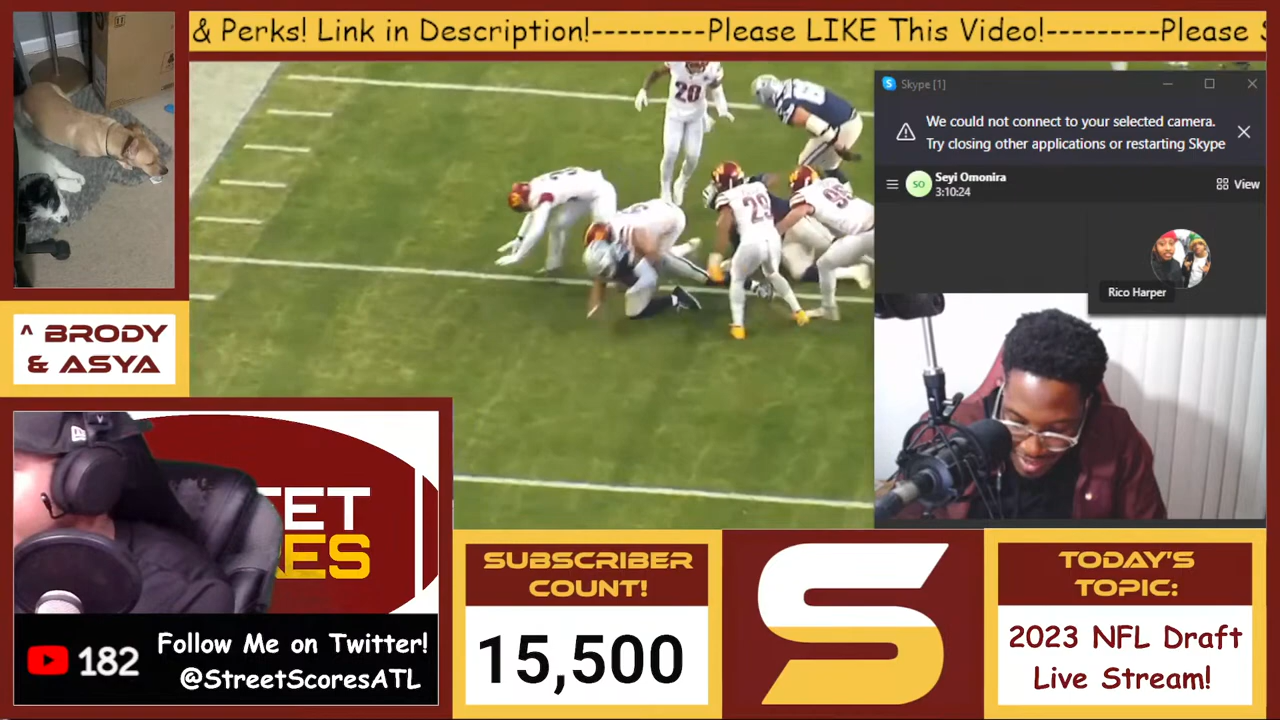 & Perks! Link in Description!---------Please LIKE This Video!---------Please
Skype [1]
We could not connect to your selected camera.
Try closing other applications or restarting Skype
SO
Seyi Omonira
3:10:24
View
Rico Harper
20
29
^ BRODY
& ASYA
182
Follow Me on Twitter!
@StreetScoresATL
SUBSCRIBER
COUNT!
15,500
S
TODAY'S
TOPIC:
2023 NFL Draft
Live Stream!